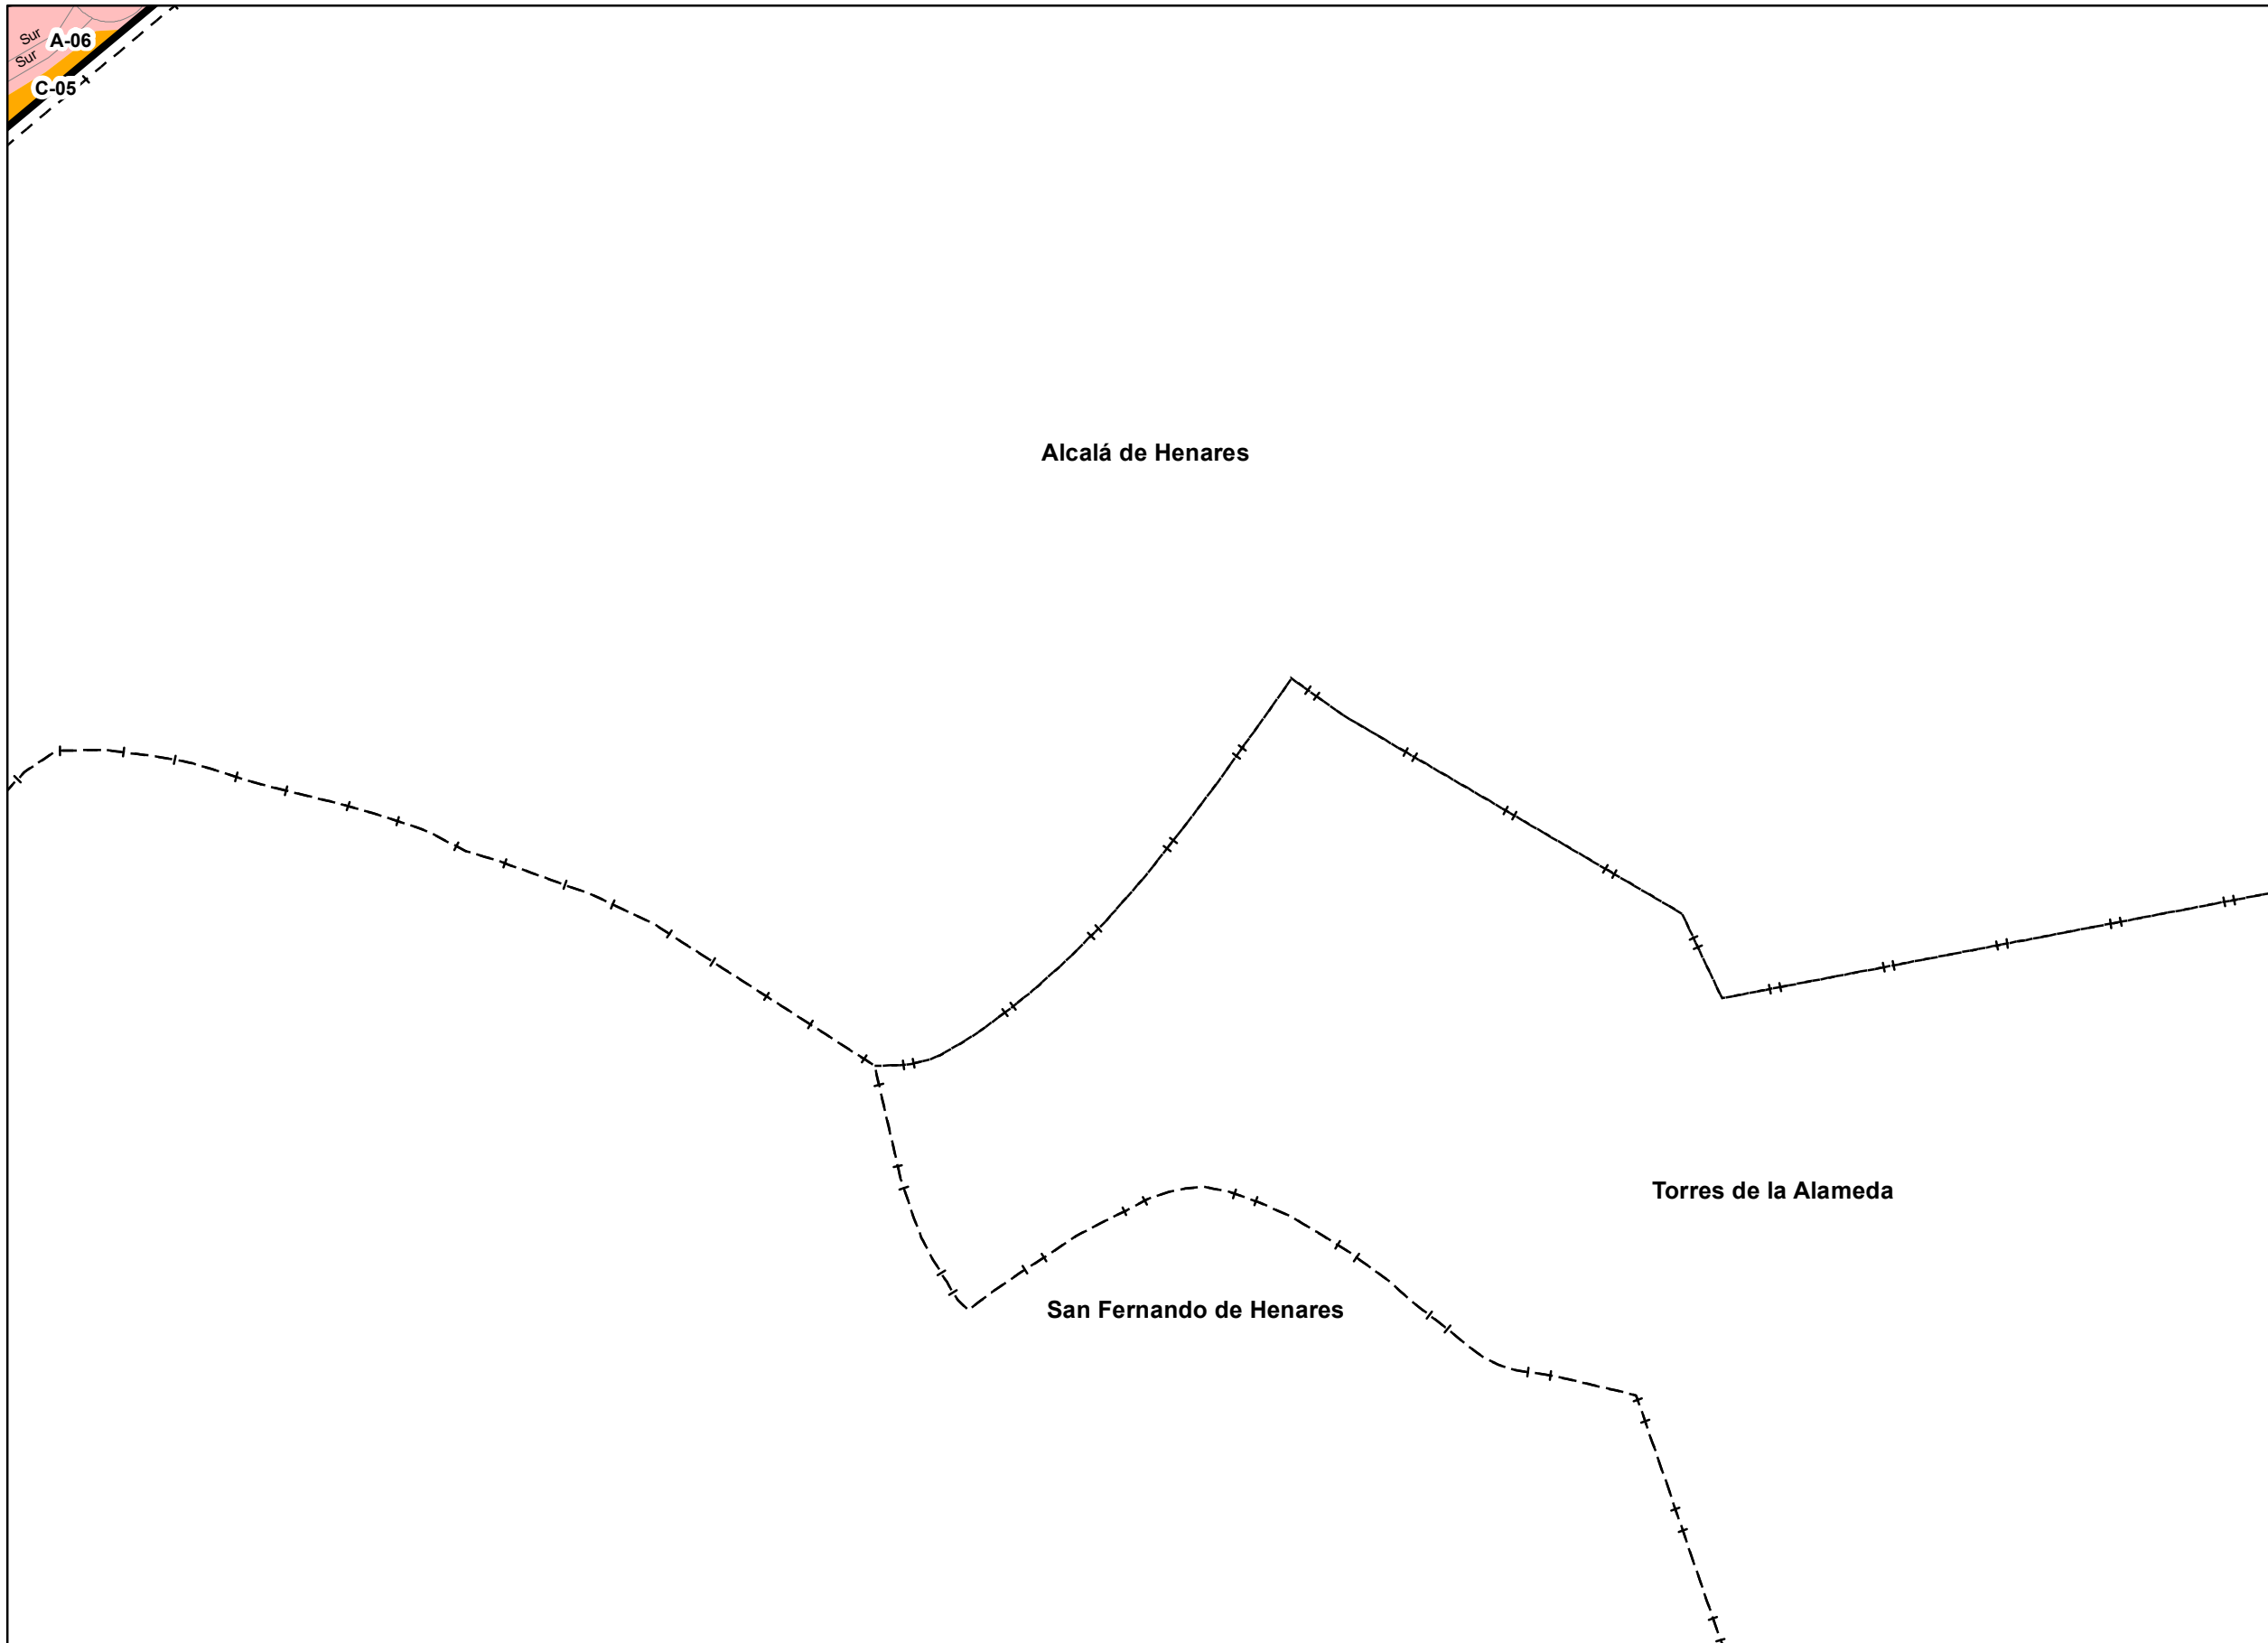 Sur
A-06
Sur
C-05
Alcalá de Henares
Torres de la Alameda
San Fernando de Henares